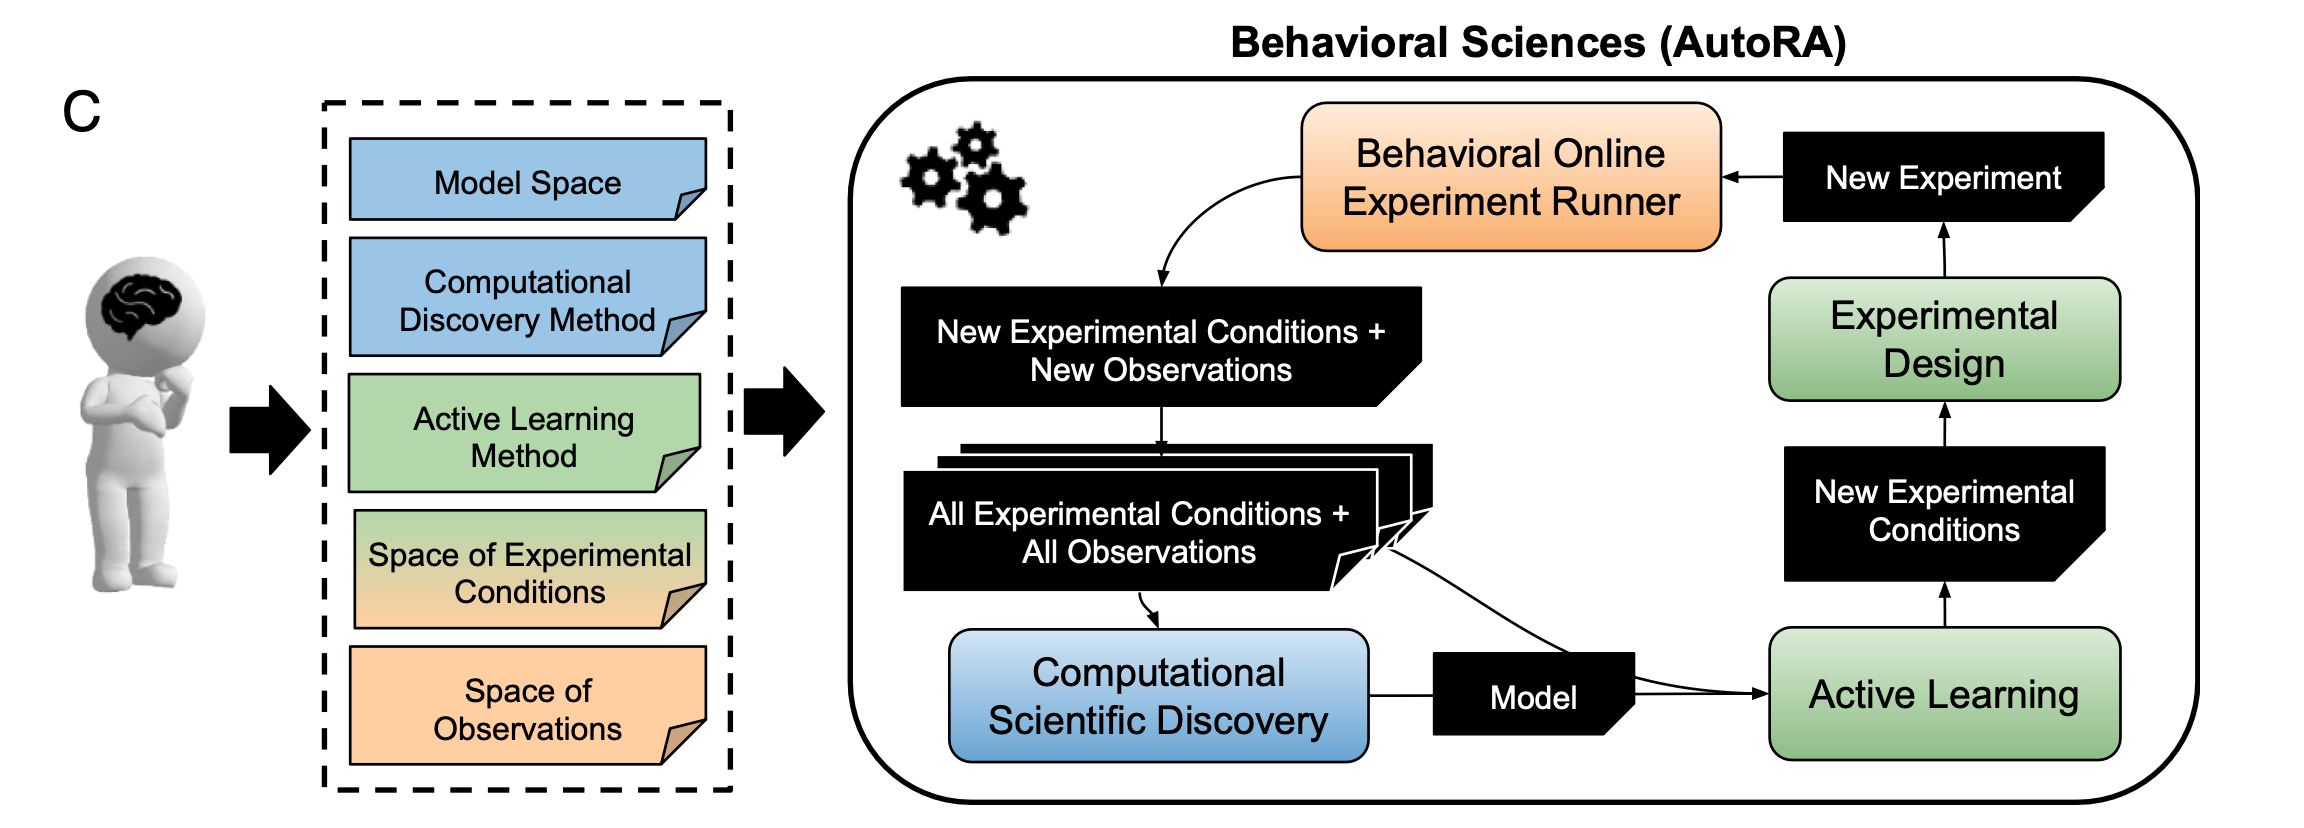 Behavioral Sciences (AutoRA)
C
Model Space
Computational
Discovery Method
Active Learning
Method
Space of Experimental
Conditions
Space of
Observations
Behavioral Online
Experiment Runner
New Experiment
New Experimental Conditions +
New Observations
Experimental
Design
All Experimental Conditions +
All Observations
New Experimental
Conditions
Computational
Scientific Discovery
Model
Active Learning